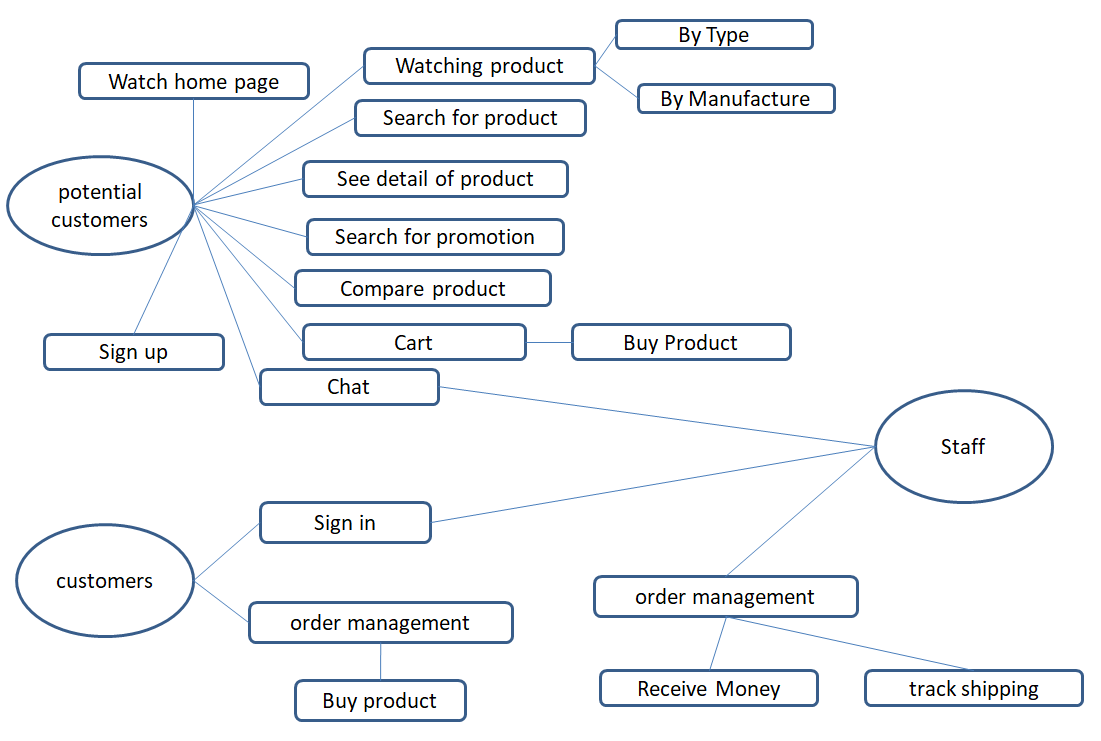 By Type
Watching product
Watch home page
By Manufacture
Search for product
See detail of product
potential
customers
Search for promotion
Compare product
Cart
Buy Product
Sign up
Chat
Staff
Sign in
customers
order management
order management
Buy product
Receive Money
track shipping